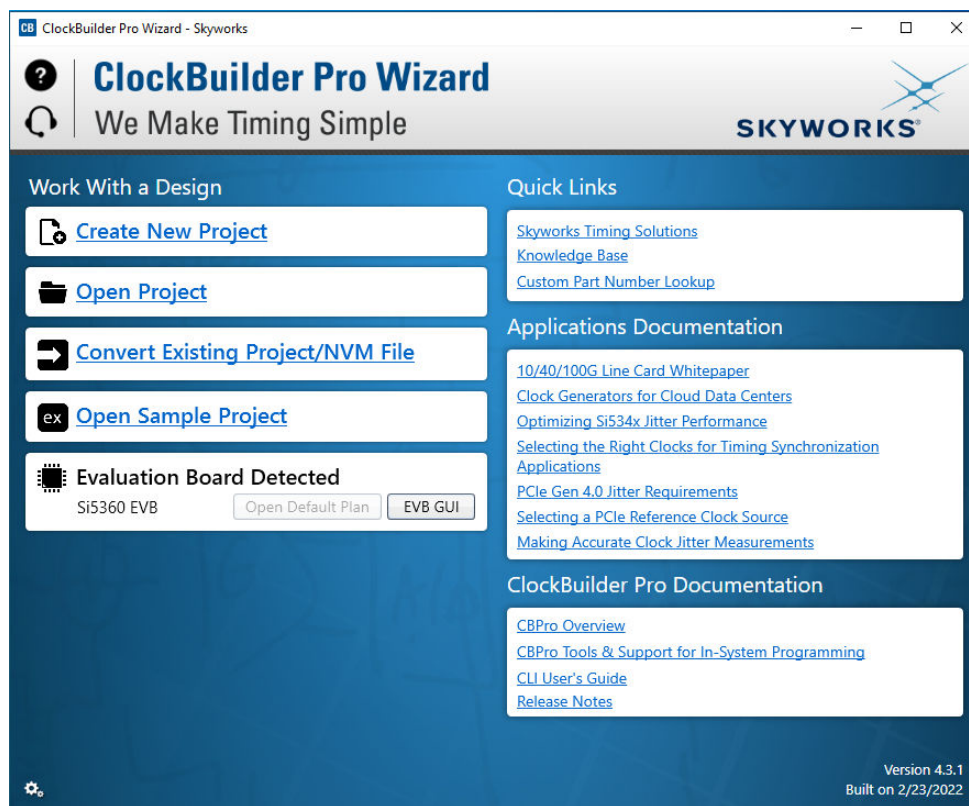 CB ClockBuilder Pro Wizard - Skyworks
ClockBuilder Pro Wizard
We Make Timing Simple
SKYWORKS®
Work With a Design
Create New Project
Open Project
Convert Existing Project/NVM File
ex Open Sample Project
Evaluation Board Detected
Si5360 EVB Open Default Plan EVB GUI
Quick Links
Skyworks Timing Solutions
Knowledge Base
Custom Part Number Lookup
Applications Documentation
10/40/100G Line Card Whitepaper
Clock Generators for Cloud Data Centers
Optimizing Si534x Jitter Performance
Selecting the Right Clocks for Timing Synchronization
Applications
PCIe Gen 4.0 Jitter Requirements
Selecting a PCIe Reference Clock Source
Making Accurate Clock Jitter Measurements
ClockBuilder Pro Documentation
CBPro Overview
CBPro Tools & Support for In-System Programming
CLI User's Guide
Release Notes
Version 4.3.1
Built on 2/23/2022